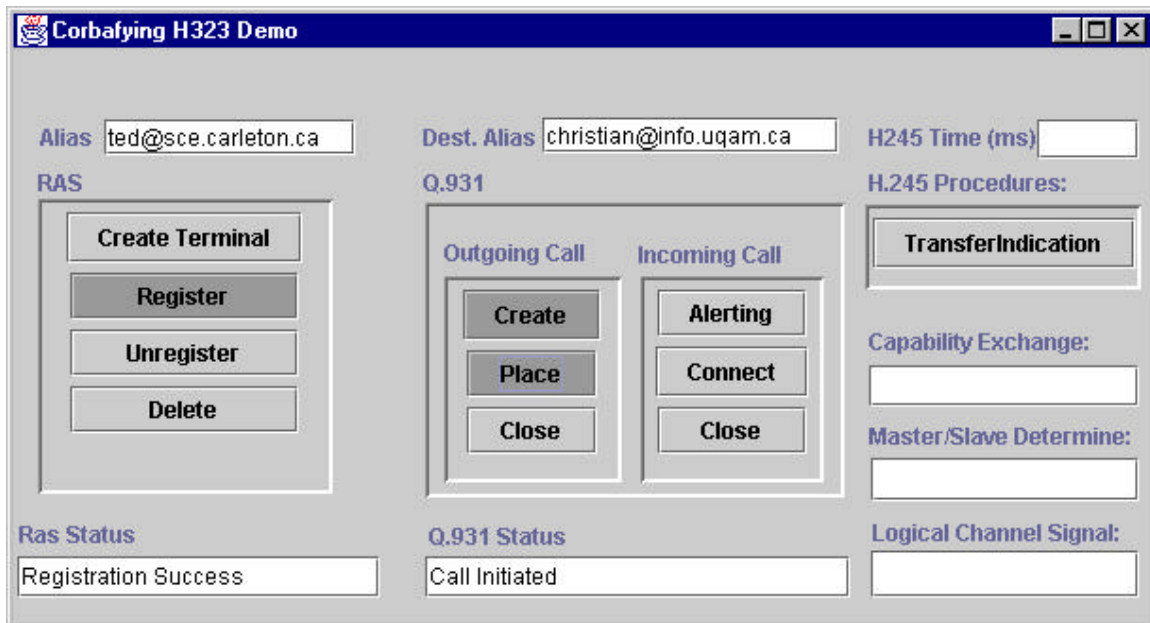 Corbafying H323 Demo
Alias ted@sce.carleton.ca
Dest. Alias christian@info.uqam.ca
H245 Time (ms)
RAS
Q.931
H.245 Procedures:
Create Terminal
Register
Unregister
Delete
Outgoing Call
Create
Place
Close
Incoming Call
Alerting
Connect
Close
TransferIndication
Capability Exchange:
Master/Slave Determine:
Logical Channel Signal:
Ras Status
Registration Success
Q.931 Status
Call Initiated